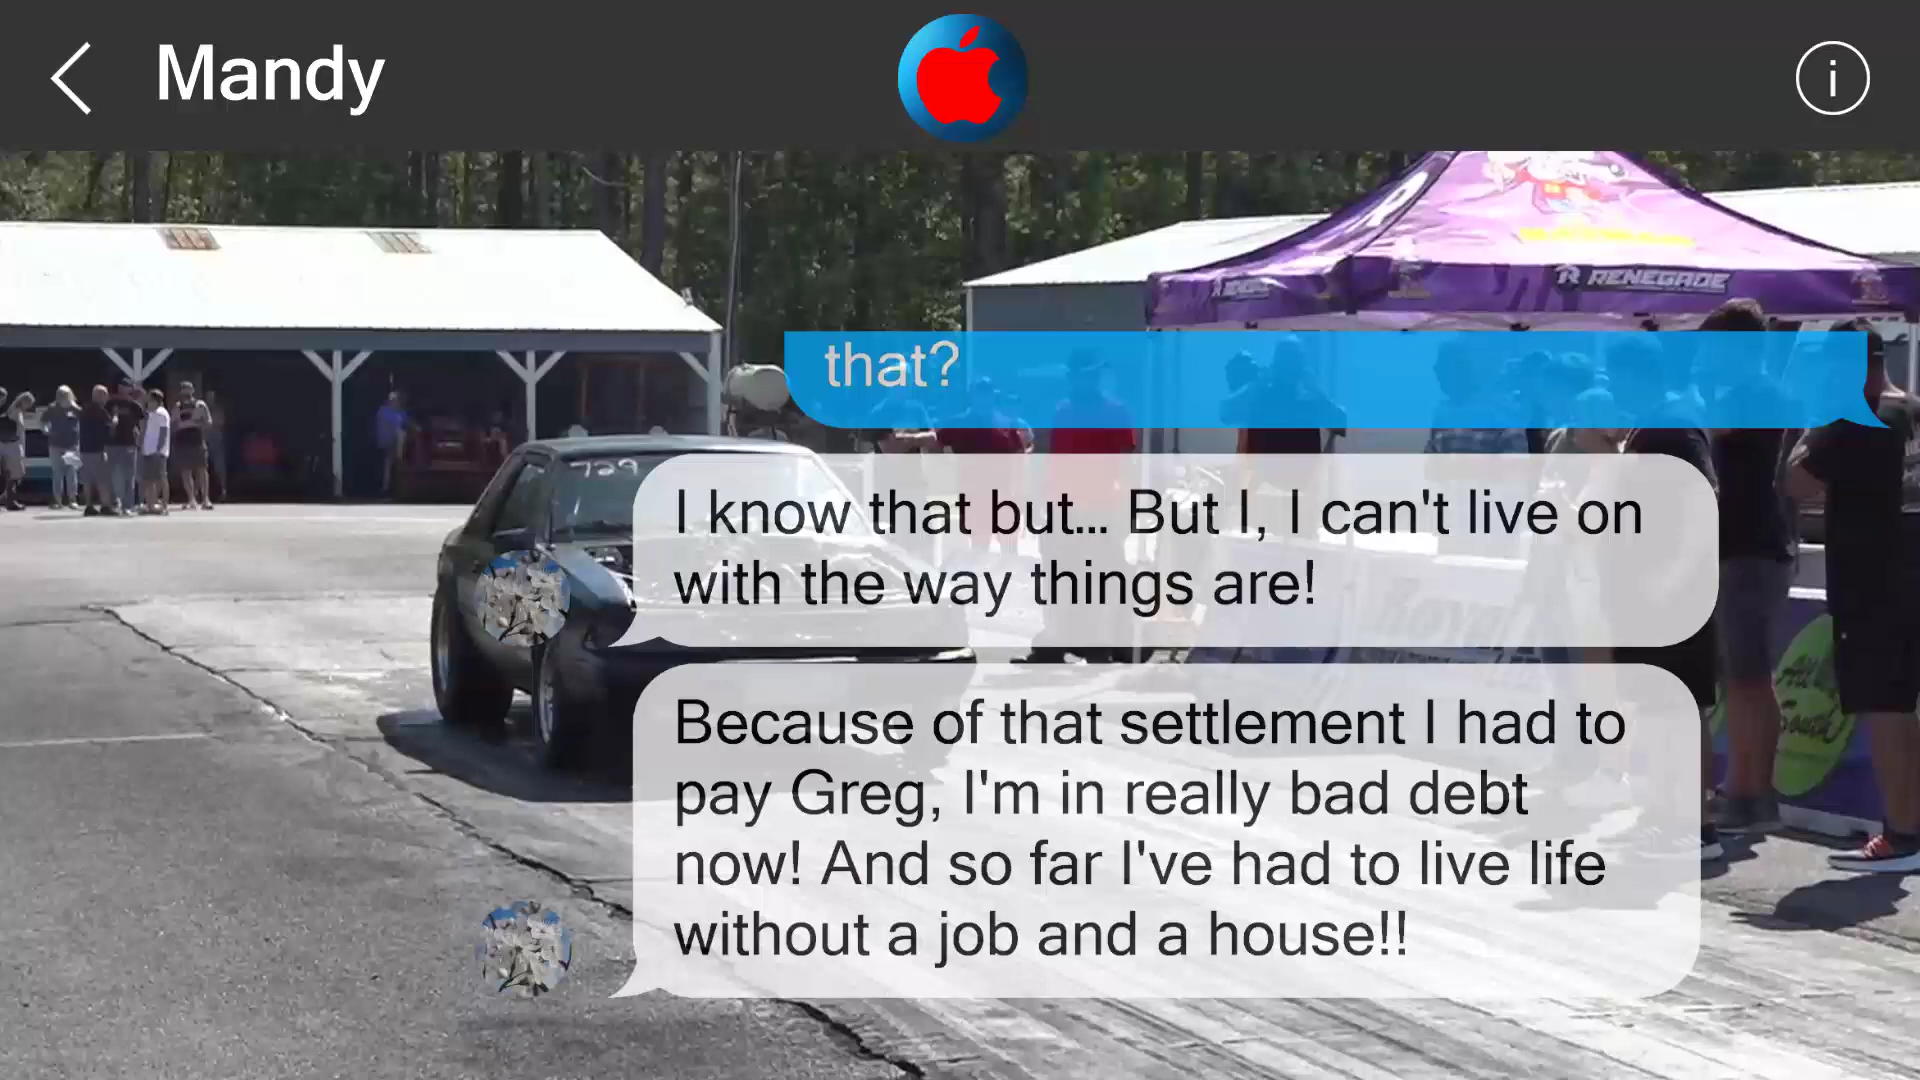 Mandy
R RENEGADE
729
that?
I know that but... But I, I can't live on
with the way things are!
Because of that settlement I had to
pay Greg, I'm in really bad debt
now! And so far I've had to live life
without a job and a house!!